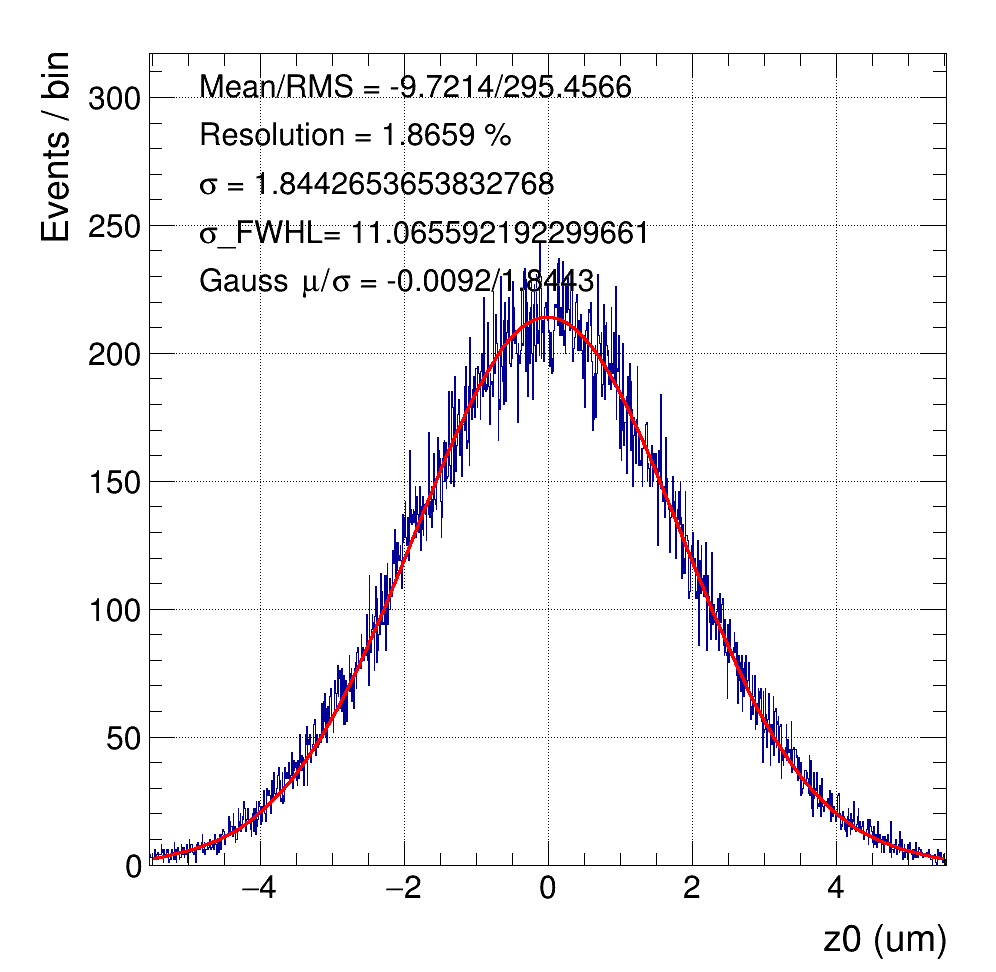 Events / bin
Mean/RMS = -9.7214/295.4566
Resolution = 1.8659 %
σ = 1.8442653653832768
σ_FWHL= 11.065592192299661
Gauss μ/σ = -0.0092/1.8443
300
250
200
150
100
50
0
−4 −2 0 2 4
z0 (um)